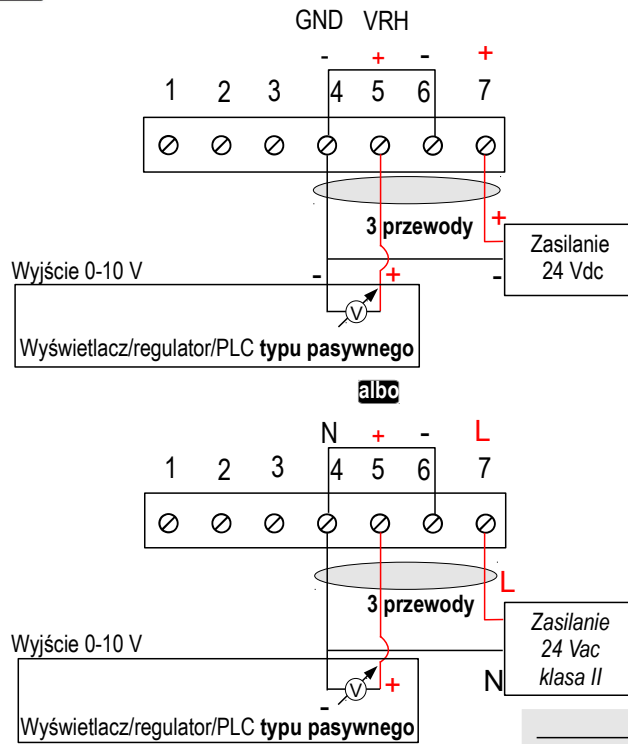 GND VRH
- + - +
1 2 3 4 5 6 7
3 przewody
+
Zasilanie
24 Vdc
-
Wyjście 0-10 V
- +
V
Wyświetlacz/regulator/PLC typu pasywnego
albo
N + - L
1 2 3 4 5 6 7
L
3 przewody
Zasilanie
24 Vac
klasa II
N
Wyjście 0-10 V
V +
-
Wyświetlacz/regulator/PLC typu pasywnego